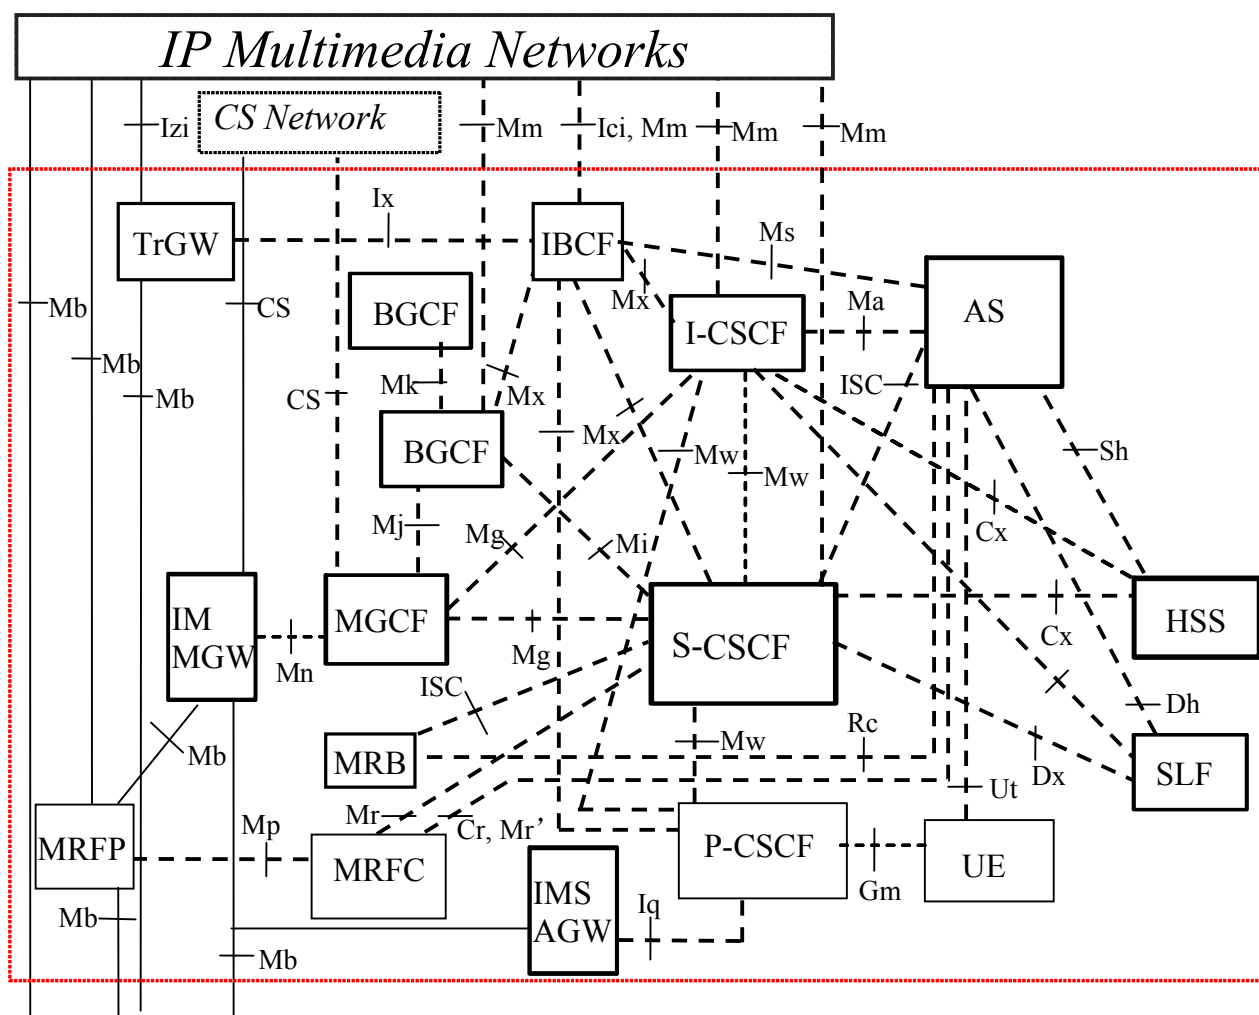 IP Multimedia Networks
Izi
CS Network
Mm
Ici, Mm
Mm
Mm
Ix
TrGW
IBCF
Ms
Mb
CS
BGCF
Mx
I-CSCF
Ma
AS
Mb
Mb
Mk
CS
Mx
ISC
BGCF
Mx
Mw
Mw
Sh
Mj
Mg
Mi
Cx
IM
MGW
MGCF
Mn
Mg
S-CSCF
Cx
HSS
ISC
Mb
MRB
Mw
Rc
Dh
Dx
SLF
Ut
Mr
Cr, Mr’
MRFP
Mp
MRFC
P-CSCF
UE
Gm
IMS
AGW
Iq
Mb
Mb